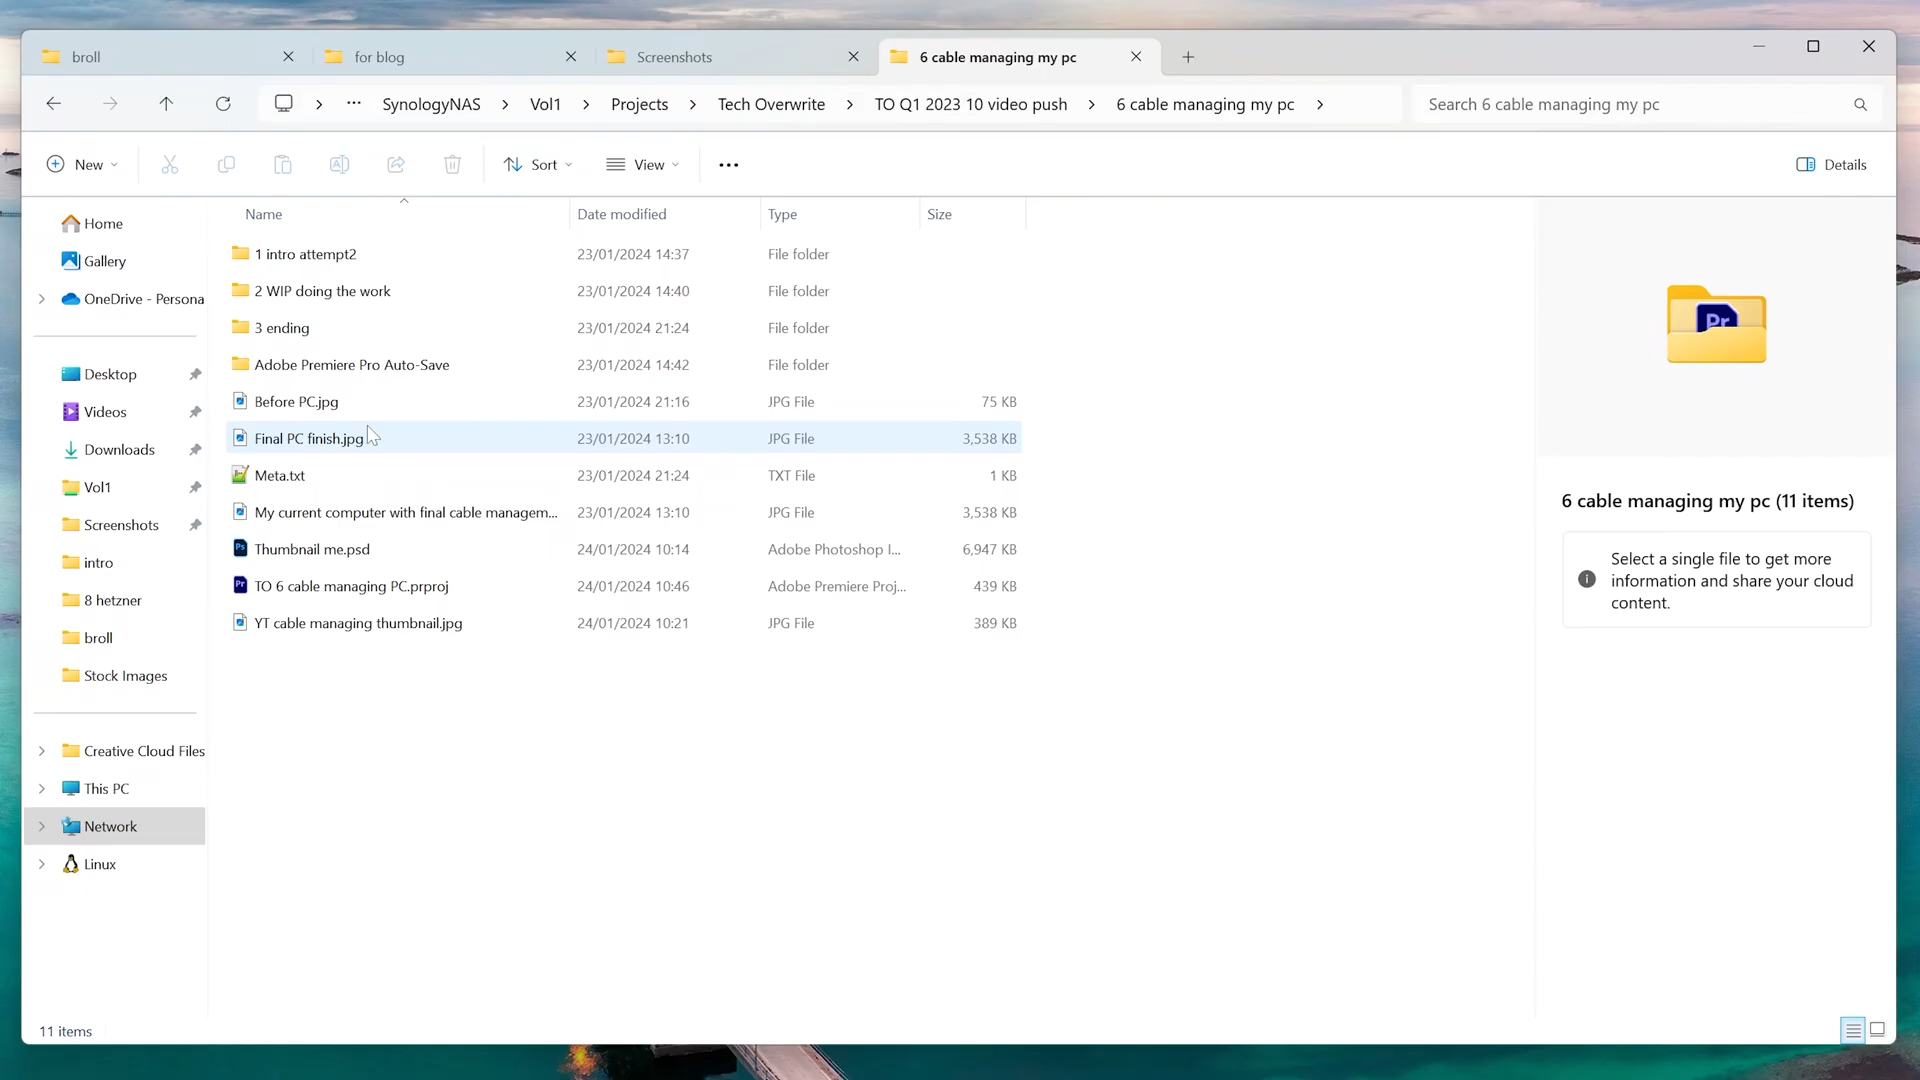 broll
for blog
Screenshots
6 cable managing my pc
SynologyNAS
Vol1
Projects
Tech Overwrite
TO Q1 2023 10 video push
6 cable managing my pc
Search 6 cable managing my pc
New
Sort
View
Details
Home
Gallery
OneDrive - Persona
Desktop
Videos
Downloads
Vol1
Screenshots
intro
8 hetzner
broll
Stock Images
Creative Cloud Files
This PC
Network
Linux
Name Date modified Type Size
1 intro attempt2 23/01/2024 14:37 File folder
2 WIP doing the work 23/01/2024 14:40 File folder
3 ending 23/01/2024 21:24 File folder
Adobe Premiere Pro Auto-Save 23/01/2024 14:42 File folder
Before PC.jpg 23/01/2024 21:16 JPG File 75 KB
Final PC finish.jpg 23/01/2024 13:10 JPG File 3,538 KB
Meta.txt 23/01/2024 21:24 TXT File 1 KB
My current computer with final cable managem... 23/01/2024 13:10 JPG File 3,538 KB
Thumbnail me.psd 24/01/2024 10:14 Adobe Photoshop I... 6,947 KB
TO 6 cable managing PC.prproj 24/01/2024 10:46 Adobe Premiere Proj... 439 KB
YT cable managing thumbnail.jpg 24/01/2024 10:21 JPG File 389 KB
Pr
6 cable managing my pc (11 items)
Select a single file to get more
information and share your cloud
content.
11 items